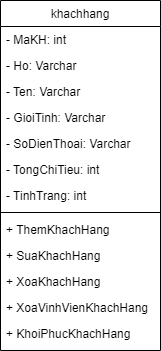 khachhang
- MaKH: int
- Ho: Varchar
- Ten: Varchar
- GioiTinh: Varchar
- SoDienThoai: Varchar
- TongChiTieu: int
- TinhTrang: int
+ ThemKhachHang
+ SuaKhachHang
+ XoaKhachHang
+ XoaVinhVienKhachHang
+ KhoiPhucKhachHang